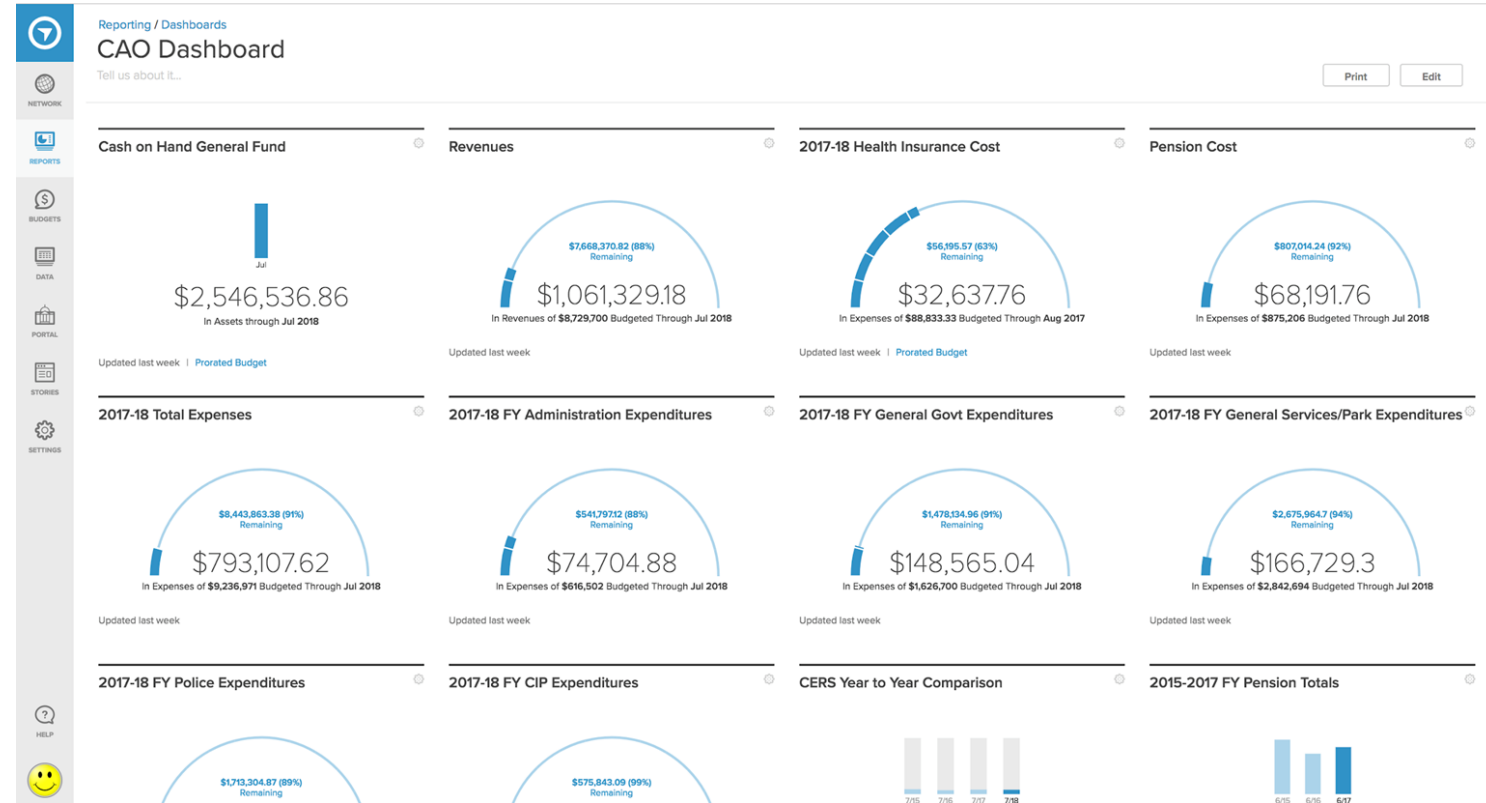 Reporting / Dashboards
CAO Dashboard
Tell us about it...
Print
Edit
NETWORK
REPORTS
BUDGETS
DATA
PORTAL
STORIES
SETTINGS
HELP
Cash on Hand General Fund
Jul
$2,546,536.86
In Assets through Jul 2018
Updated last week | Prorated Budget
Revenues
$7,668,370.82 (88%)
Remaining
$1,061,329.18
In Revenues of $8,729,700 Budgeted Through Jul 2018
Updated last week
2017-18 Health Insurance Cost
$56,195.57 (63%)
Remaining
$32,637.76
In Expenses of $88,833.33 Budgeted Through Aug 2017
Updated last week | Prorated Budget
Pension Cost
$807,014.24 (92%)
Remaining
$68,191.76
In Expenses of $875,206 Budgeted Through Jul 2018
Updated last week
2017-18 Total Expenses
$8,443,863.38 (91%)
Remaining
$793,107.62
In Expenses of $9,236,971 Budgeted Through Jul 2018
Updated last week
2017-18 FY Administration Expenditures
$541,797.12 (88%)
Remaining
$74,704.88
In Expenses of $616,502 Budgeted Through Jul 2018
Updated last week
2017-18 FY General Govt Expenditures
$1,478,134.96 (91%)
Remaining
$148,565.04
In Expenses of $1,626,700 Budgeted Through Jul 2018
Updated last week
2017-18 FY General Services/Park Expenditures
$2,675,964.7 (94%)
Remaining
$166,729.3
In Expenses of $2,842,694 Budgeted Through Jul 2018
Updated last week
2017-18 FY Police Expenditures
$1,713,304.87 (89%)
Remaining
2017-18 FY CIP Expenditures
$575,843.09 (99%)
Remaining
CERS Year to Year Comparison
7/15 7/16 7/17 7/18
2015-2017 FY Pension Totals
6/15 6/16 6/17